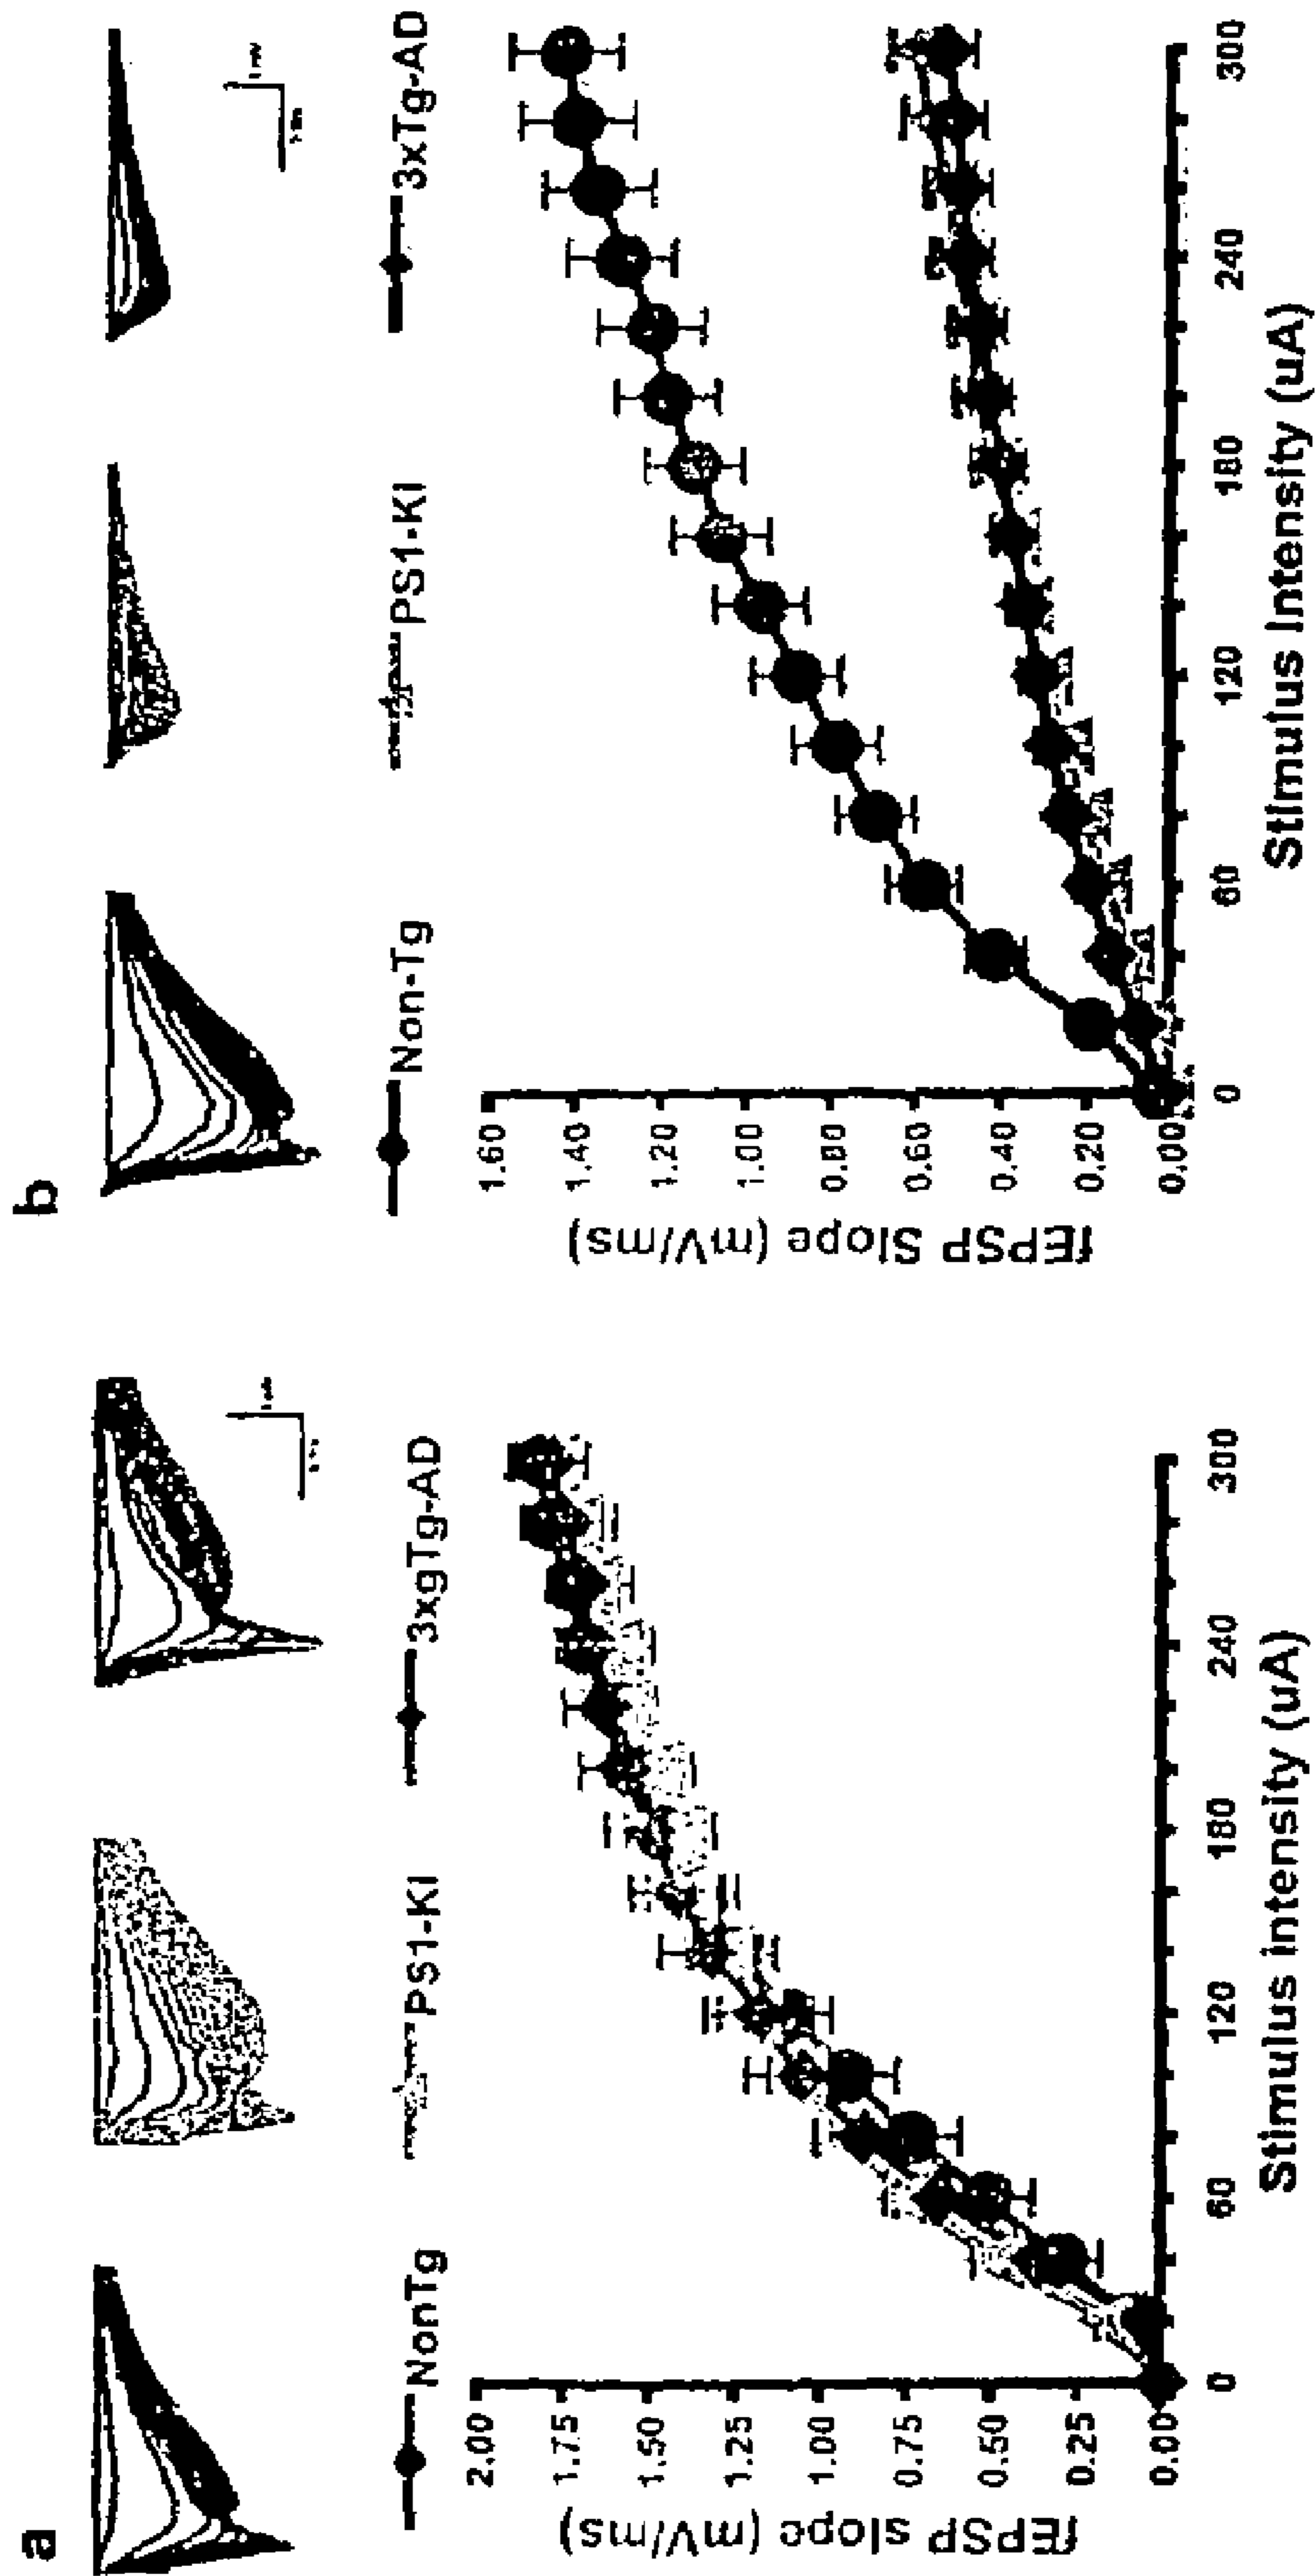 a
NonTg
PS1-KI
3xgTg-AD
fEPSP slope (mV/ms)
2.00
1.75
1.50
1.25
1.00
0.75
0.50
0.25
0.00
0
60
120
180
240
300
Stimulus intensity (uA)
b
Non-Tg
PS1-KI
3xTg-AD
fEPSP Slope (mV/ms)
1.60
1.40
1.20
1.00
0.80
0.60
0.40
0.20
0.00
0
60
120
180
240
300
Stimulus Intensity (uA)